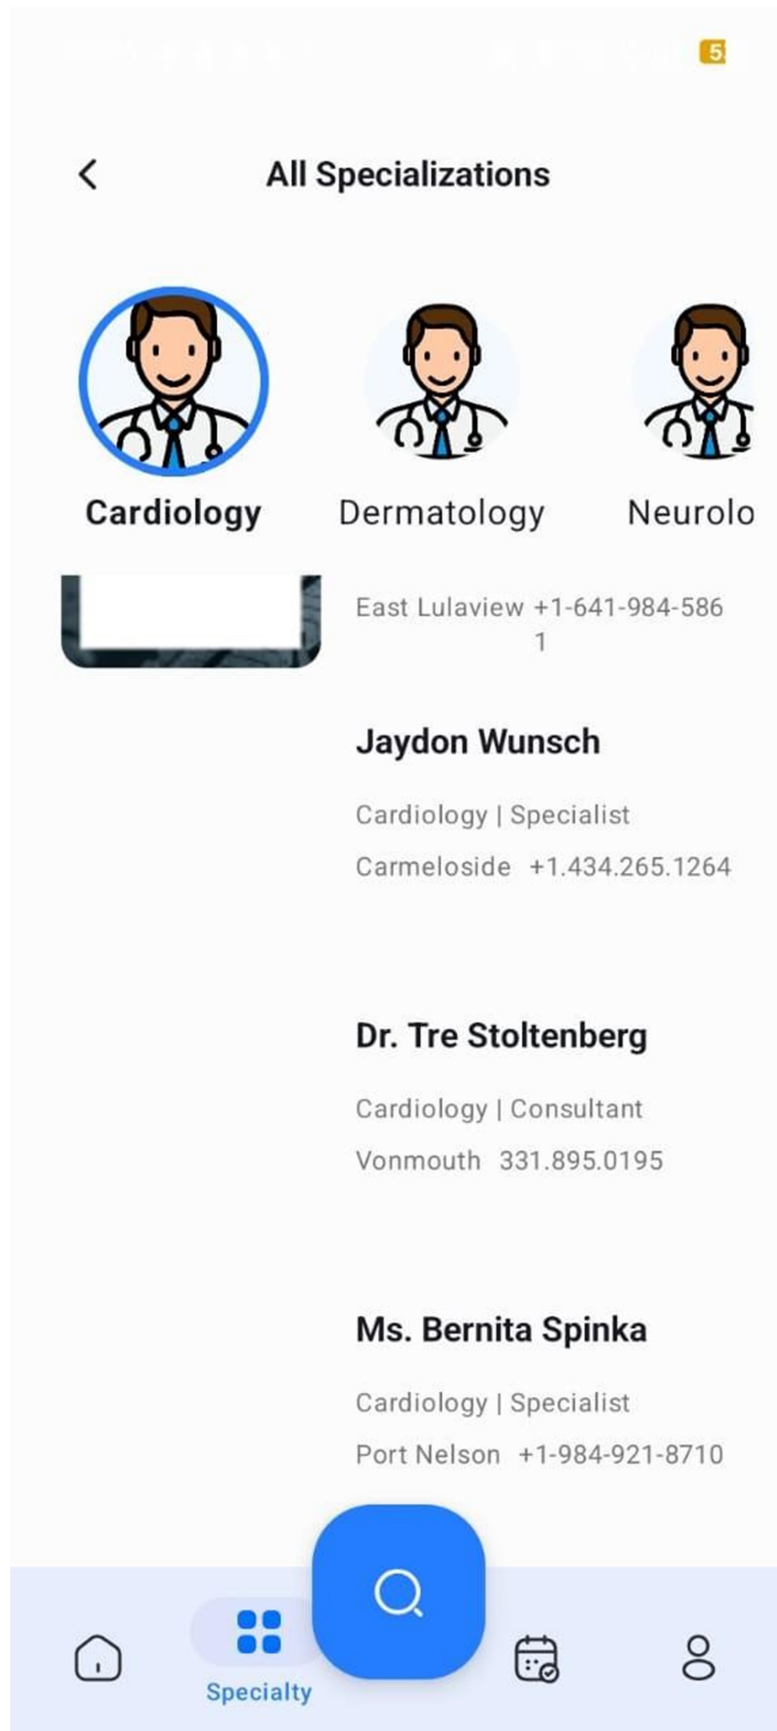 5
All Specializations
Cardiology
Dermatology
Neurolo
East Lulaview +1-641-984-586
1
Jaydon Wunsch
Cardiology | Specialist
Carmeloside +1.434.265.1264
Dr. Tre Stoltenberg
Cardiology | Consultant
Vonmouth 331.895.0195
Ms. Bernita Spinka
Cardiology | Specialist
Port Nelson +1-984-921-8710
Specialty